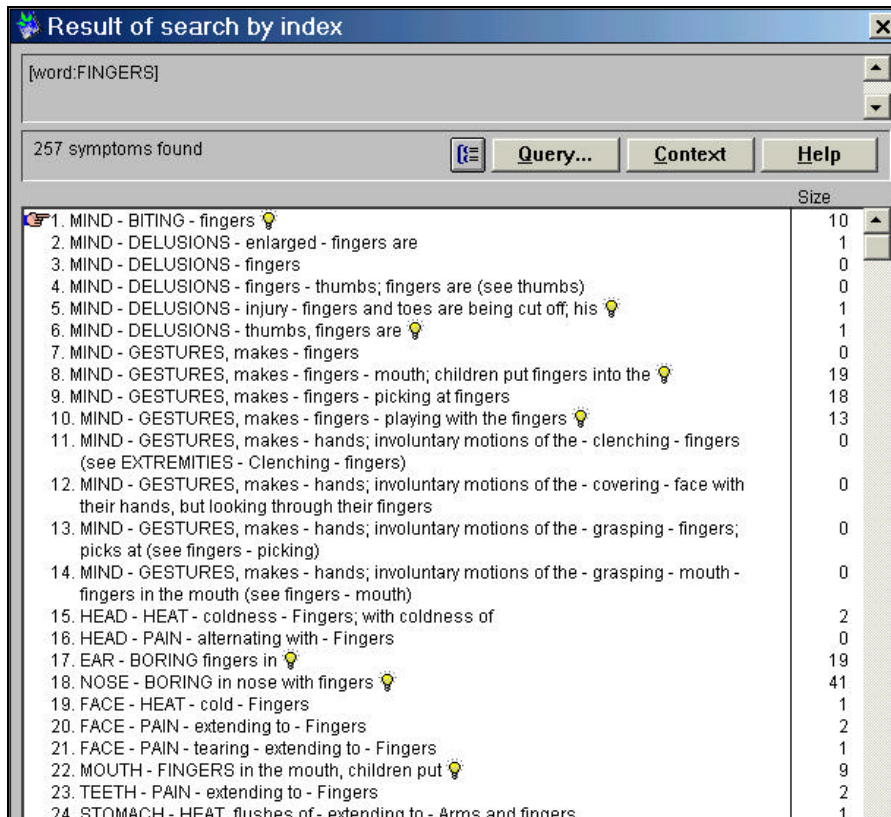 Result of search by index
[word:FINGERS]
257 symptoms found
Query...
Context
Help
Size
1. MIND - BITING - fingers 10
2. MIND - DELUSIONS - enlarged - fingers are 1
3. MIND - DELUSIONS - fingers 0
4. MIND - DELUSIONS - fingers - thumbs; fingers are (see thumbs) 0
5. MIND - DELUSIONS - injury - fingers and toes are being cut off; his 1
6. MIND - DELUSIONS - thumbs, fingers are 1
7. MIND - GESTURES, makes - fingers 0
8. MIND - GESTURES, makes - fingers - mouth; children put fingers into the 19
9. MIND - GESTURES, makes - fingers - picking at fingers 18
10. MIND - GESTURES, makes - fingers - playing with the fingers 13
11. MIND - GESTURES, makes - hands; involuntary motions of the - clenching - fingers 0
(see EXTREMITIES - Clenching - fingers)
12. MIND - GESTURES, makes - hands; involuntary motions of the - covering - face with 0
their hands, but looking through their fingers
13. MIND - GESTURES, makes - hands; involuntary motions of the - grasping - fingers; 0
picks at (see fingers - picking)
14. MIND - GESTURES, makes - hands; involuntary motions of the - grasping - mouth - 0
fingers in the mouth (see fingers - mouth)
15. HEAD - HEAT - coldness - Fingers; with coldness of 2
16. HEAD - PAIN - alternating with - Fingers 0
17. EAR - BORING fingers in 19
18. NOSE - BORING in nose with fingers 41
19. FACE - HEAT - cold - Fingers 1
20. FACE - PAIN - extending to - Fingers 2
21. FACE - PAIN - tearing - extending to - Fingers 1
22. MOUTH - FINGERS in the mouth, children put 9
23. TEETH - PAIN - extending to - Fingers 2
24. STOMACH - HEAT, flushes of - extending to - Arms and fingers 1